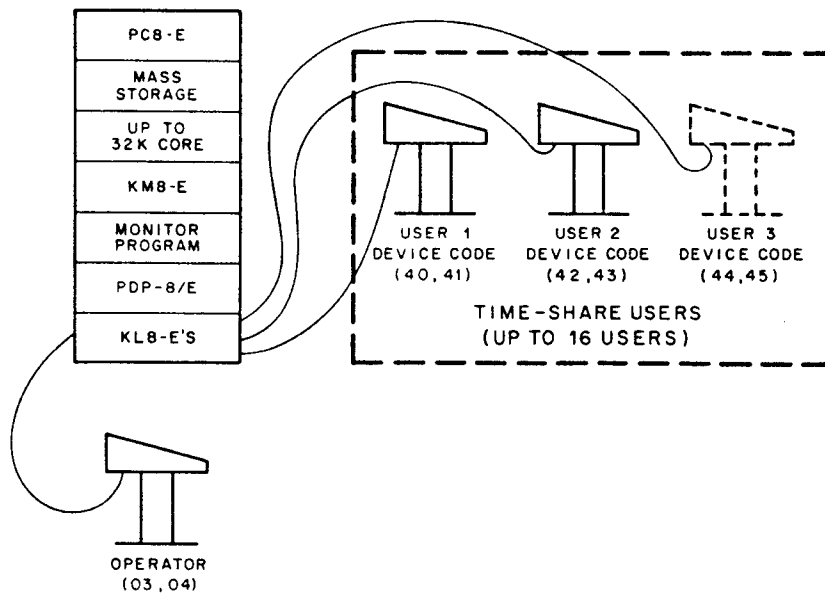 PC8-E
MASS
STORAGE
UP TO
32K CORE
KM8-E
MONITOR
PROGRAM
PDP-8/E
KL8-E'S
USER 1
DEVICE CODE
(40,41)
USER 2
DEVICE CODE
(42,43)
USER 3
DEVICE CODE
(44,45)
TIME-SHARE USERS
(UP TO 16 USERS)
OPERATOR
(03,04)